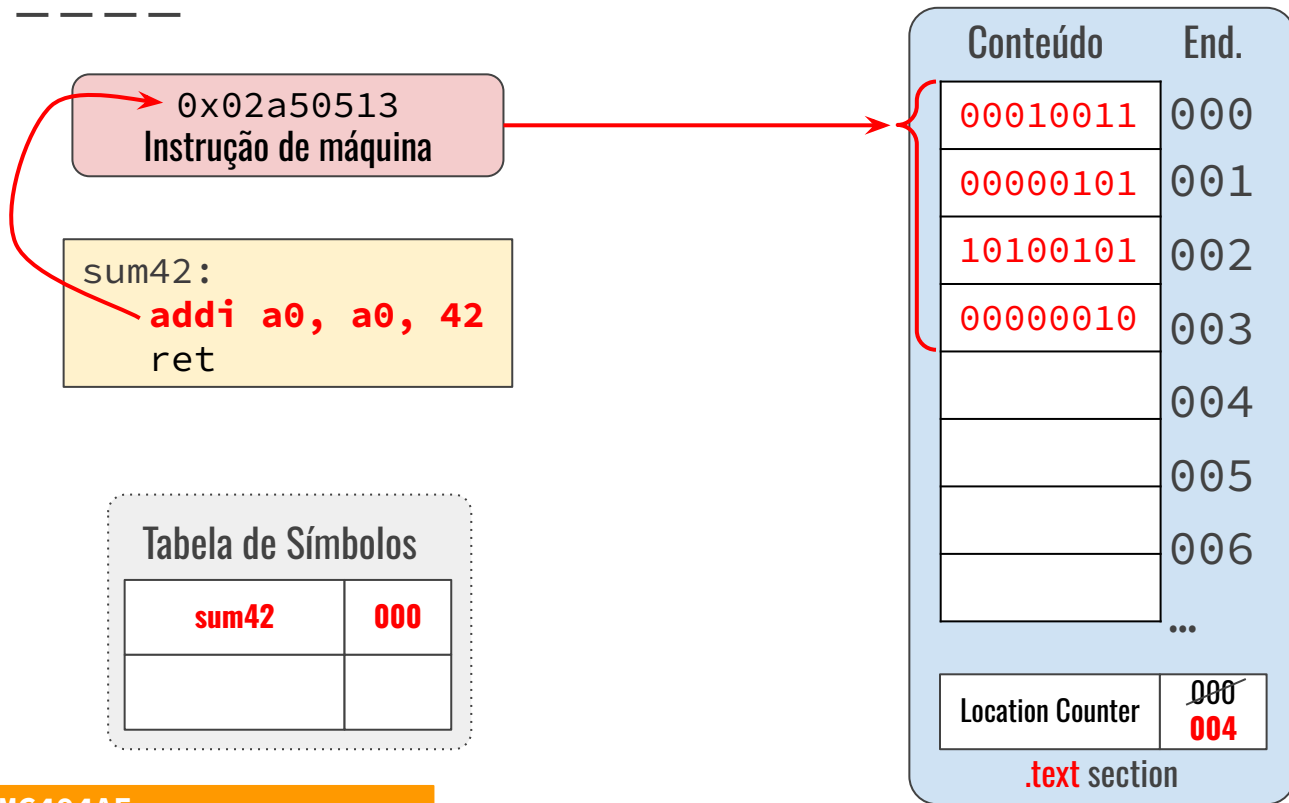 0x02a50513
Instrução de máquina
sum42:
addi a0, a0, 42
ret
Tabela de Símbolos
sum42 000
Conteúdo End.
00010011 000
00000101 001
10100101 002
00000010 003
004
005
006
...
Location Counter 000
004
.text section